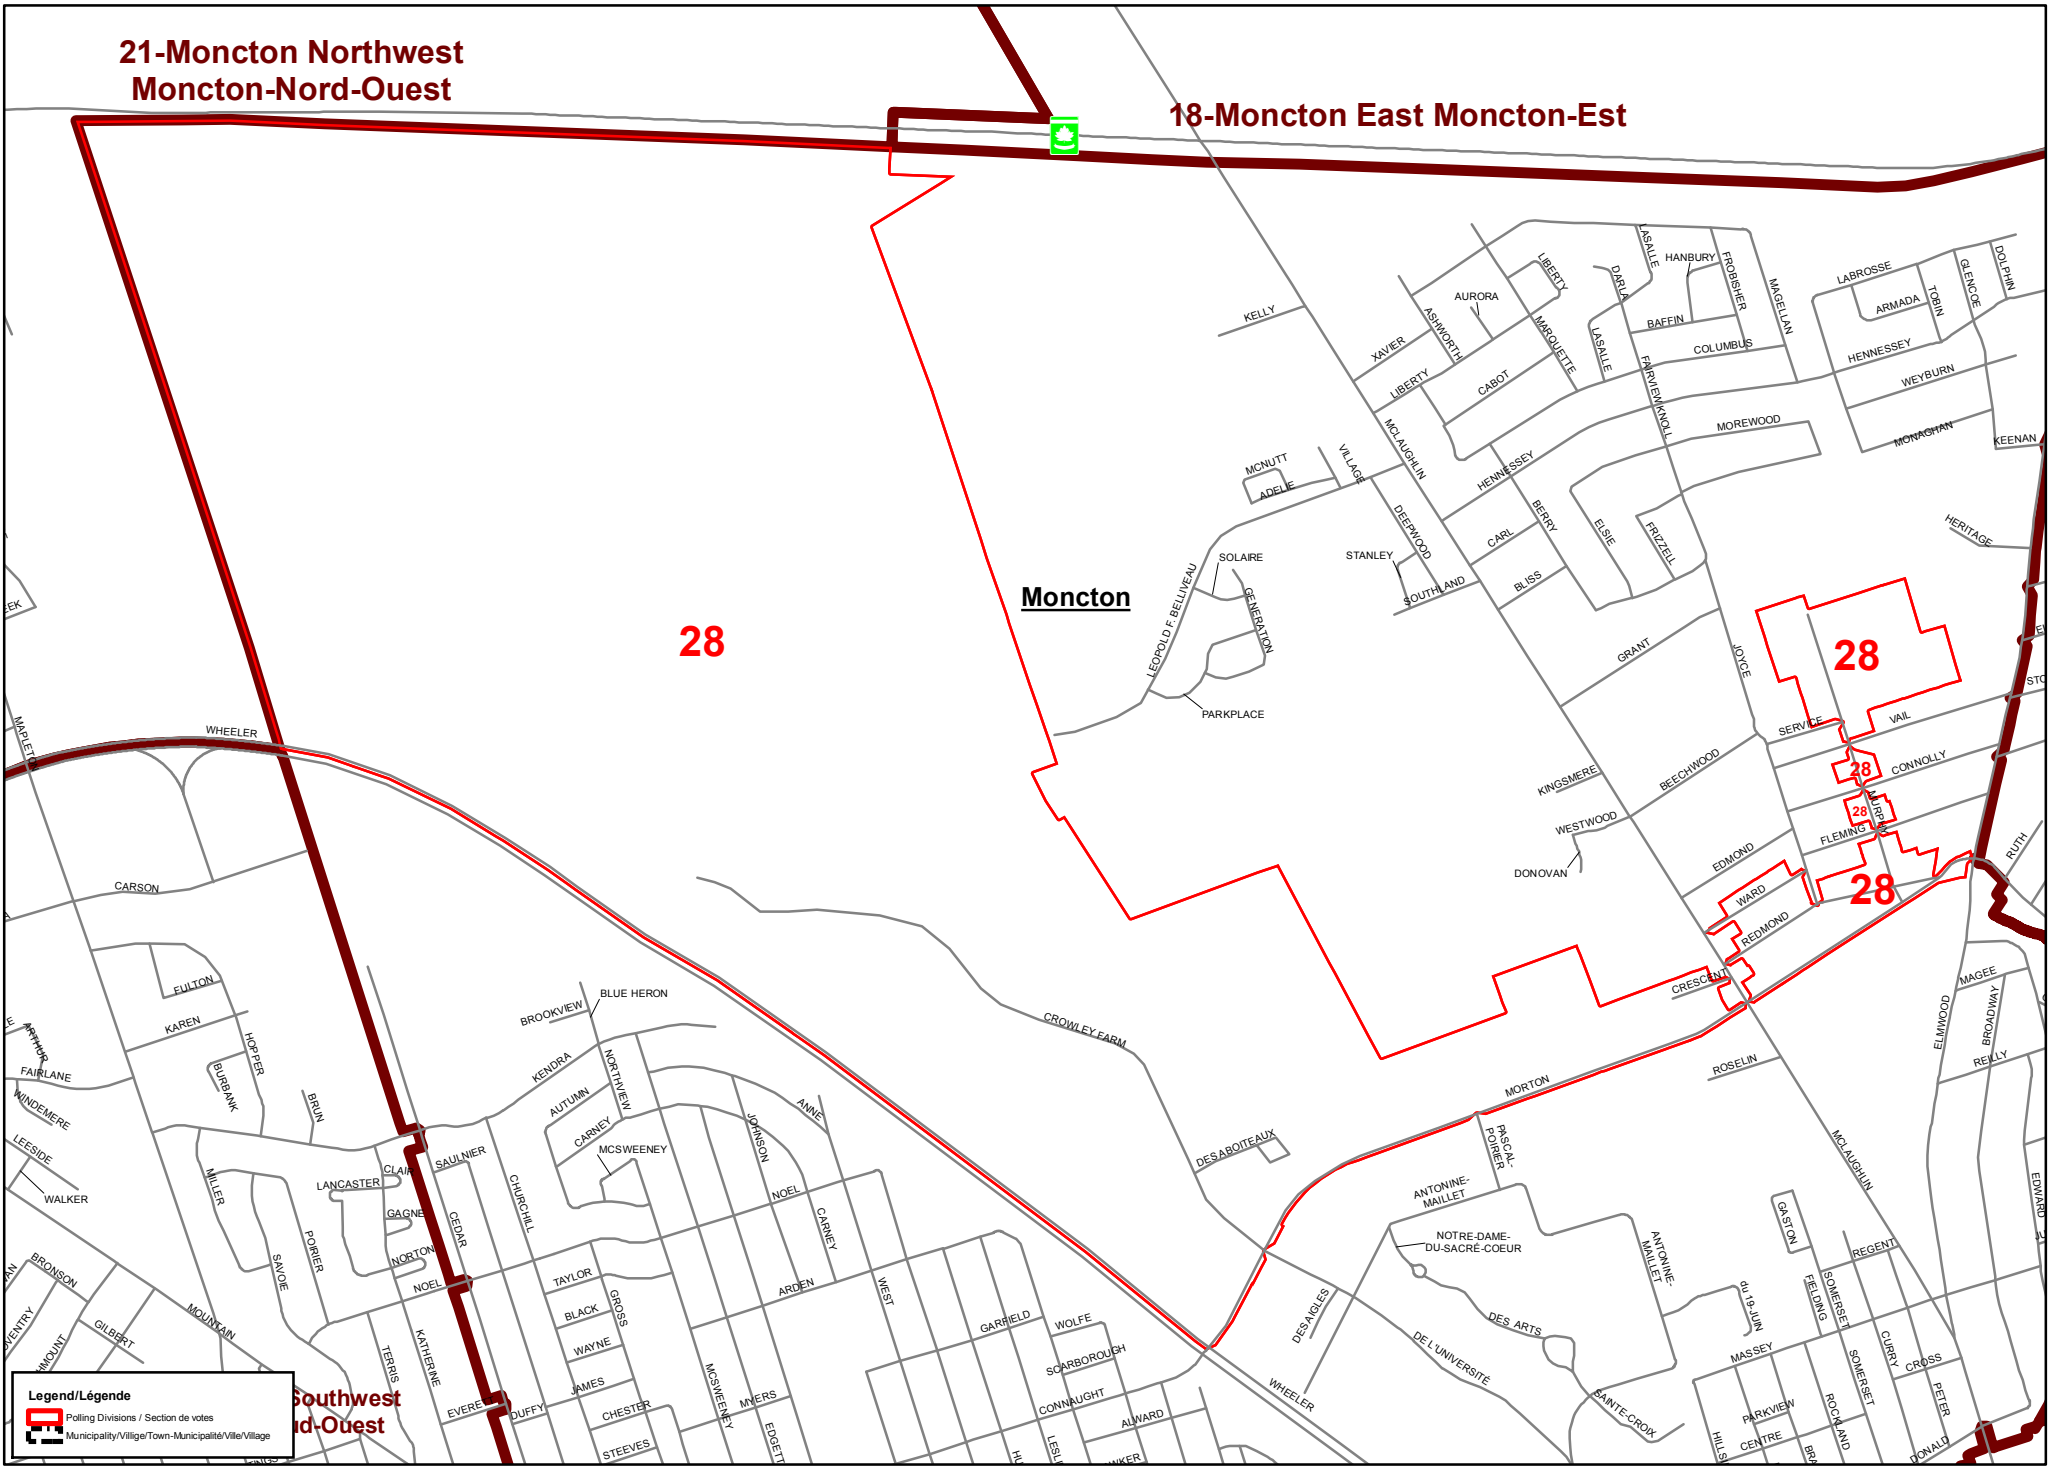 21-Moncton Northwest
Moncton-Nord-Ouest
18-Moncton East Moncton-Est
LASALLE
HANBURY
FROBISHER
MAGELLAN
LABROSSE
ARMADA
TOBIN
GLENCOE
DOLPHIN
LIBERTY
DARLA
AURORA
KELLY
ASHWORTH
MARQUETTE
LASALLE
BAFFIN
COLUMBUS
XAVIER
LIBERTY
CABOT
FAIRVIEW KNOLL
HENNESSEY
WEYBURN
MOREWOOD
MONAGHAN
KEENAN
MCLAUGHLIN
VILLAGE
MCNUTT
ADELIE
HENNESSEY
DEEPWOOD
BERRY
CARL
ELSIE
FRIZZELL
HERITAGE
STANLEY
SOUTHLAND
BLISS
SOLAIRE
GENERATION
LEOPOLD F. BELLIVEAU
PARKPLACE
Moncton
28
28
GRANT
JOYCE
SERVICE
VAIL
CONNOLLY
28
28
MURPHY
FLEMING
28
RUTH
KINGSMERE
BEECHWOOD
WESTWOOD
DONOVAN
EDMOND
WARD
REDMOND
CRESCENT
MAPLETON
WHEELER
CARSON
FULTON
KAREN
HOPPER
ARTHUR
FAIRLANE
BURBANK
BRUN
WINDEMERE
LEESIDE
WALKER
MILLER
LANCASTER
CLAIR
GAGNE
NORTON
NOEL
POIRIER
SAVOIE
BRONSON
MOUNTAIN
GILBERT
TERRIS
KATHERINE
BROOKVIEW
BLUE HERON
KENDRA
NORTHVIEW
AUTUMN
CARNEY
MCSWEENEY
JOHNSON
ANNE
NOEL
CARNEY
SAULNIER
CEDAR
CHURCHILL
TAYLOR
BLACK
WAYNE
JAMES
CHESTER
STEEVES
GROSS
ARDEN
WEST
MCSWEENEY
MYERS
DUFFY
CROWLEY FARM
DESABOITEAUX
MORTON
ROSELIN
PASCAL-
POIRIER
ANTONINE-
MAILLET
NOTRE-DAME-
DU-SACRÉ-COEUR
ANTONINE-
MAILLET
DES ARTS
DESAIGLES
DE L'UNIVERSITÉ
SAINTE-CROIX
du 19-JUIN
GARFIELD
WOLFE
SCARBOROUGH
CONNAUGHT
ALWARD
WHEELER
MCLAUGHLIN
ELMWOOD
MAGEE
BROADWAY
REILLY
EDWARD
GASTON
REGENT
FIELDING
SOMERSET
MASSEY
CURRY
CROSS
SOMERSET
PETER
PARKVIEW
CENTRE
ROCKLAND
DONALD
Southwest
Legend/Légende
Polling Divisions / Section de votes
Municipality/Villige/Town-Municipalité/Ville/Village